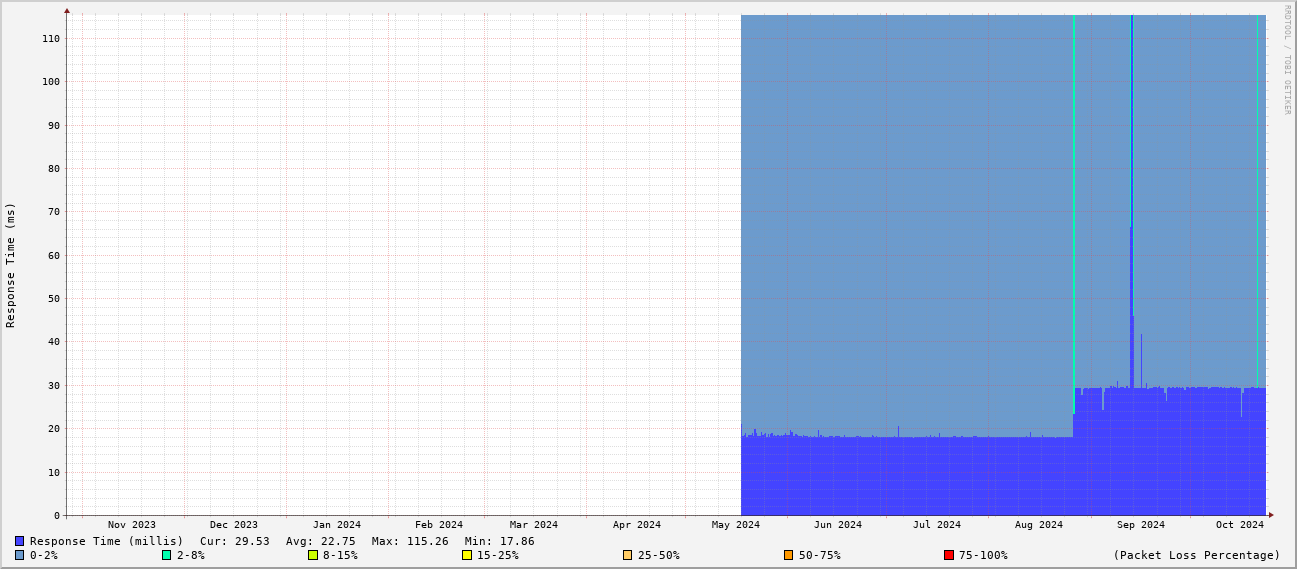 RRDTOOL / TOBI OETIKER
Response Time (ms)
110
100
90
80
70
60
50
40
30
20
10
0
Nov 2023 Dec 2023 Jan 2024 Feb 2024 Mar 2024 Apr 2024 May 2024 Jun 2024 Jul 2024 Aug 2024 Sep 2024 Oct 2024
Response Time (millis) Cur: 29.53 Avg: 22.75 Max: 115.26 Min: 17.86
0-2% 2-8% 8-15% 15-25% 25-50% 50-75% 75-100% (Packet Loss Percentage)